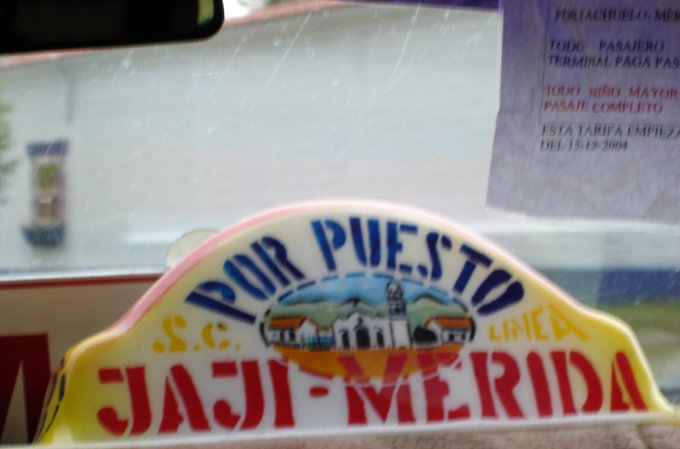 PORTACHUELO- MER
TODO PASAJERO
TERMINAL PAGA PAS
TODO NIÑO MAYOR
PASAJE COMPLETO
ESTA TARIFA EMPIEZA
DEL 15-12-2004
POR PUESTO
S.C. LINEA
JAJI-MERIDA